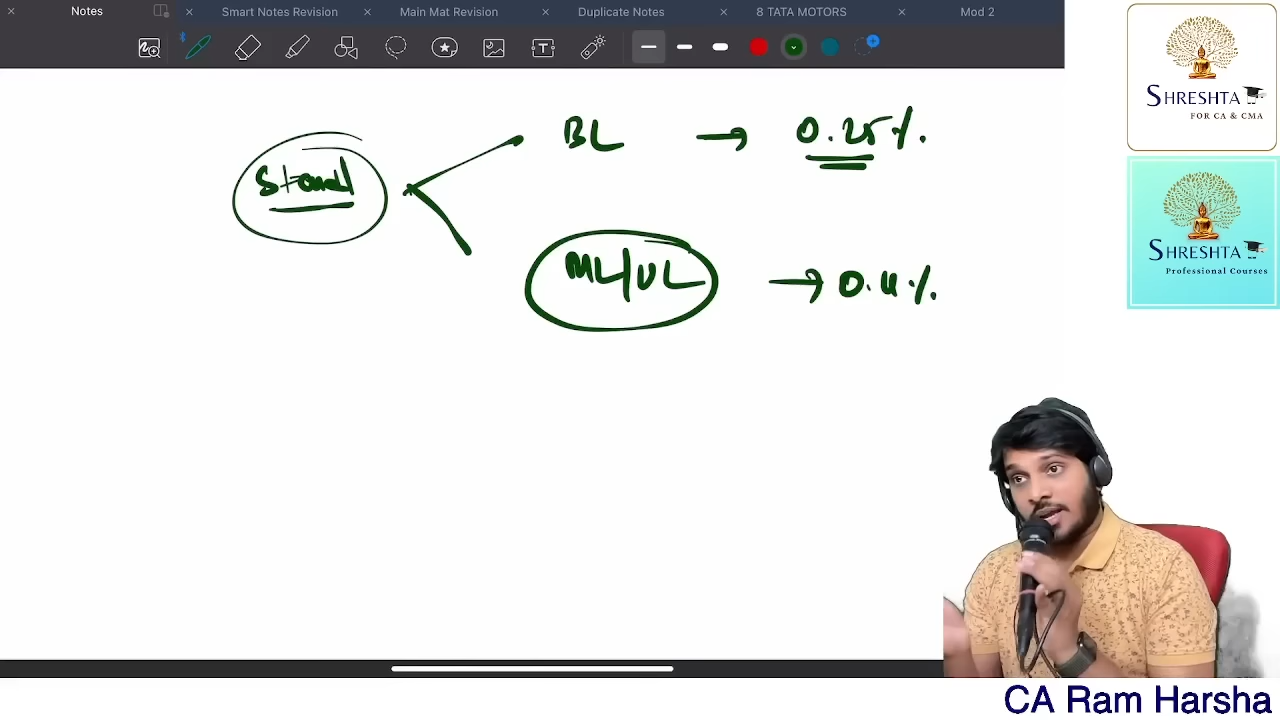 Notes Smart Notes Revision Main Mat Revision Duplicate Notes 8 TATA MOTORS Mod 2
BL → 0.25%.
Stand
ML/UL → 0.4%.
SHRESHTA
FOR CA & CMA
SHRESHTA
Professional Courses
CA Ram Harsha